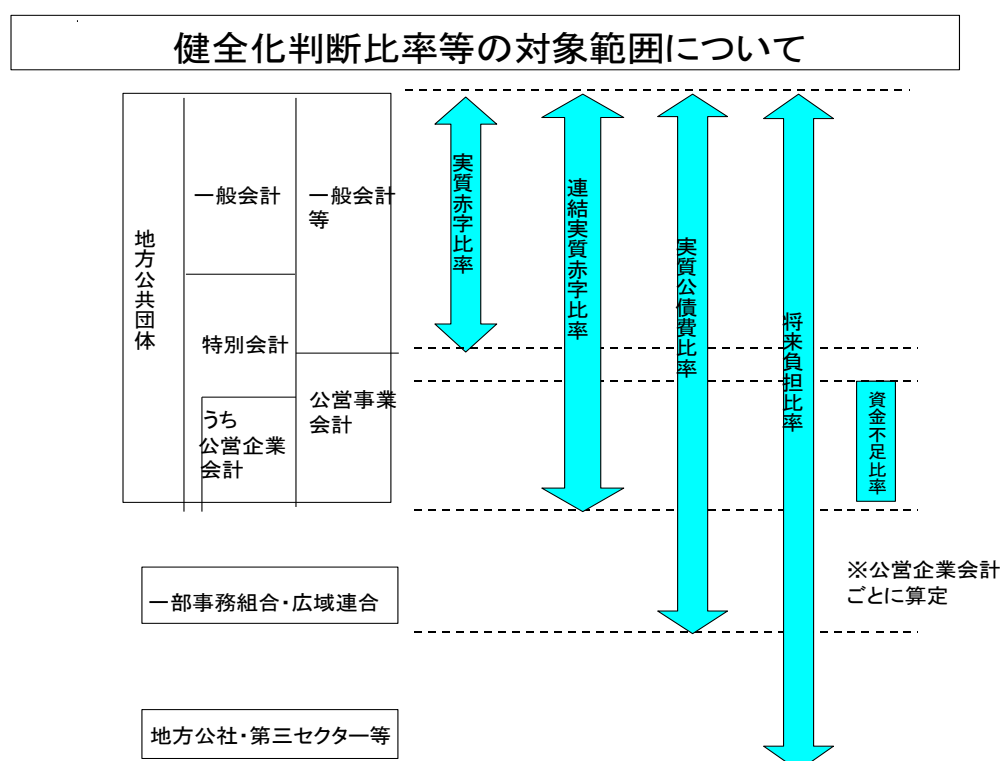 健全化判断比率等の対象範囲について
地方公共団体
一般会計
一般会計
等
特別会計
公営事業
会計
うち
公営企業
会計
実質赤字比率
連結実質赤字比率
実質公債費比率
将来負担比率
資金不足比率
※公営企業会計
ごとに算定
一部事務組合・広域連合
地方公社・第三セクター等